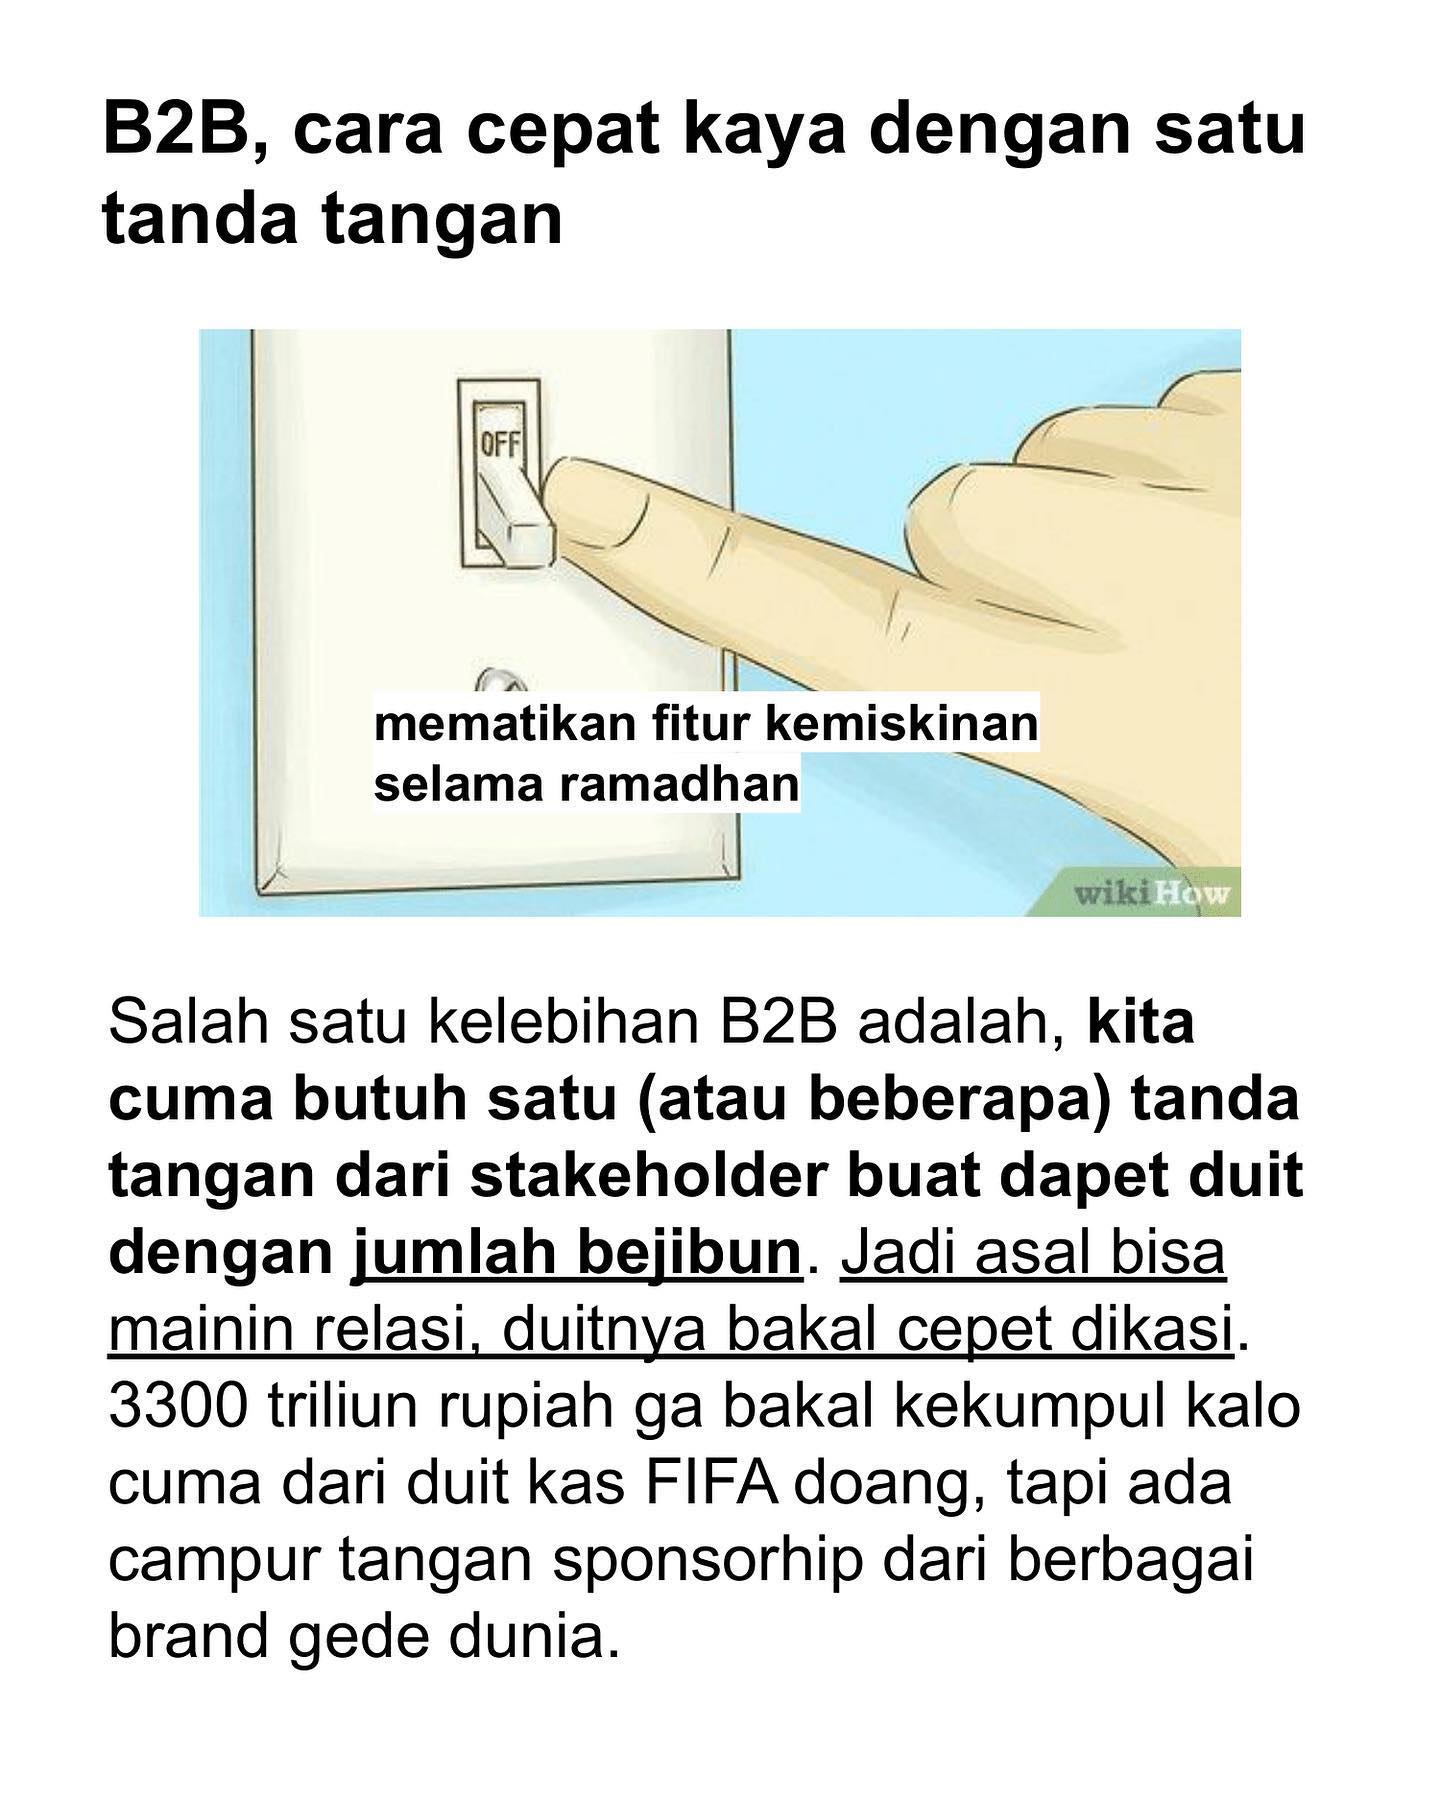 B2B, cara cepat kaya dengan satu
tanda tangan
OFF
mematikan fitur kemiskinan
selama ramadhan
wikiHow
Salah satu kelebihan B2B adalah, kita
cuma butuh satu (atau beberapa) tanda
tangan dari stakeholder buat dapet duit
dengan jumlah bejibun. Jadi asal bisa
mainin relasi, duitnya bakal cepet dikasi.
3300 triliun rupiah ga bakal kekumpul kalo
cuma dari duit kas FIFA doang, tapi ada
campur tangan sponsorhip dari berbagai
brand gede dunia.